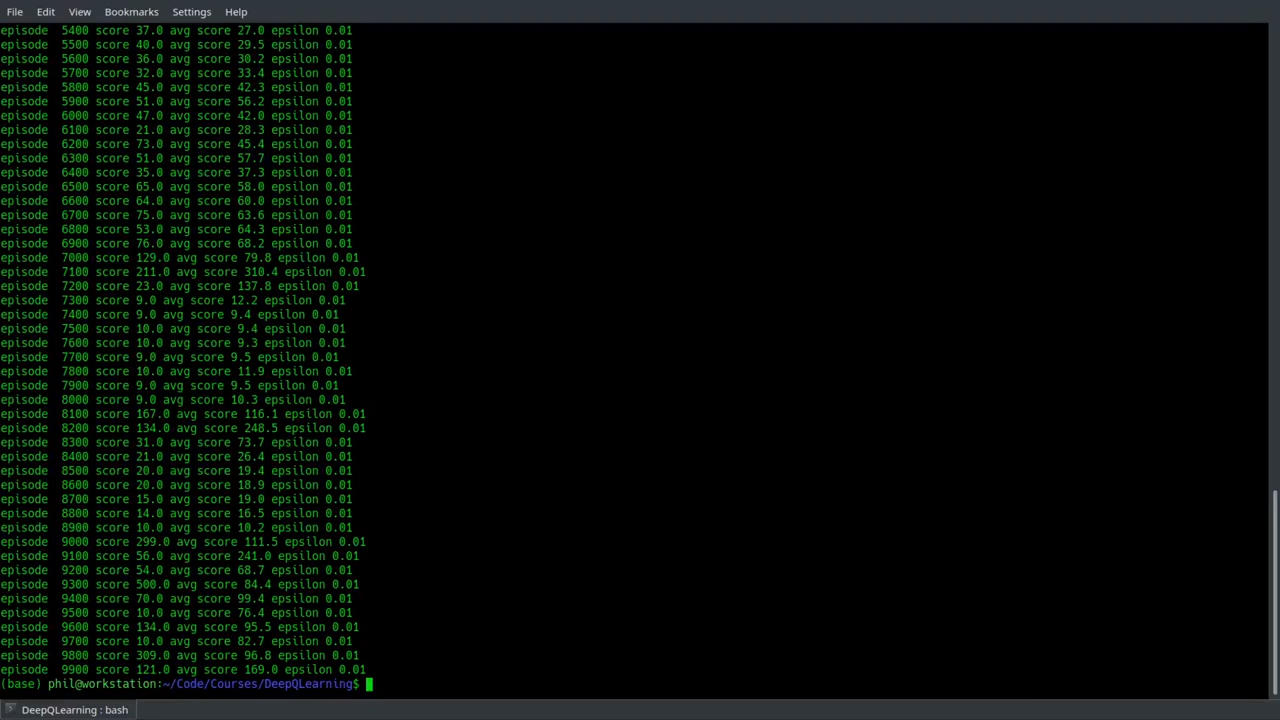 File Edit View Bookmarks Settings Help
episode  5400 score 37.0 avg score 27.0 epsilon 0.01
episode  5500 score 40.0 avg score 29.5 epsilon 0.01
episode  5600 score 36.0 avg score 30.2 epsilon 0.01
episode  5700 score 32.0 avg score 33.4 epsilon 0.01
episode  5800 score 45.0 avg score 42.3 epsilon 0.01
episode  5900 score 51.0 avg score 56.2 epsilon 0.01
episode  6000 score 47.0 avg score 42.0 epsilon 0.01
episode  6100 score 21.0 avg score 28.3 epsilon 0.01
episode  6200 score 73.0 avg score 45.4 epsilon 0.01
episode  6300 score 51.0 avg score 57.7 epsilon 0.01
episode  6400 score 35.0 avg score 37.3 epsilon 0.01
episode  6500 score 65.0 avg score 58.0 epsilon 0.01
episode  6600 score 64.0 avg score 60.0 epsilon 0.01
episode  6700 score 75.0 avg score 63.6 epsilon 0.01
episode  6800 score 53.0 avg score 64.3 epsilon 0.01
episode  6900 score 76.0 avg score 68.2 epsilon 0.01
episode  7000 score 129.0 avg score 79.8 epsilon 0.01
episode  7100 score 211.0 avg score 310.4 epsilon 0.01
episode  7200 score 23.0 avg score 137.8 epsilon 0.01
episode  7300 score 9.0 avg score 12.2 epsilon 0.01
episode  7400 score 9.0 avg score 9.4 epsilon 0.01
episode  7500 score 10.0 avg score 9.4 epsilon 0.01
episode  7600 score 10.0 avg score 9.3 epsilon 0.01
episode  7700 score 9.0 avg score 9.5 epsilon 0.01
episode  7800 score 10.0 avg score 11.9 epsilon 0.01
episode  7900 score 9.0 avg score 9.5 epsilon 0.01
episode  8000 score 9.0 avg score 10.3 epsilon 0.01
episode  8100 score 167.0 avg score 116.1 epsilon 0.01
episode  8200 score 134.0 avg score 248.5 epsilon 0.01
episode  8300 score 31.0 avg score 73.7 epsilon 0.01
episode  8400 score 21.0 avg score 26.4 epsilon 0.01
episode  8500 score 20.0 avg score 19.4 epsilon 0.01
episode  8600 score 20.0 avg score 18.9 epsilon 0.01
episode  8700 score 15.0 avg score 19.0 epsilon 0.01
episode  8800 score 14.0 avg score 16.5 epsilon 0.01
episode  8900 score 10.0 avg score 10.2 epsilon 0.01
episode  9000 score 299.0 avg score 111.5 epsilon 0.01
episode  9100 score 56.0 avg score 241.0 epsilon 0.01
episode  9200 score 54.0 avg score 68.7 epsilon 0.01
episode  9300 score 500.0 avg score 84.4 epsilon 0.01
episode  9400 score 70.0 avg score 99.4 epsilon 0.01
episode  9500 score 10.0 avg score 76.4 epsilon 0.01
episode  9600 score 134.0 avg score 95.5 epsilon 0.01
episode  9700 score 10.0 avg score 82.7 epsilon 0.01
episode  9800 score 309.0 avg score 96.8 epsilon 0.01
episode  9900 score 121.0 avg score 169.0 epsilon 0.01
(base) phil@workstation:~/Code/Courses/DeepQLearning$
DeepQLearning : bash